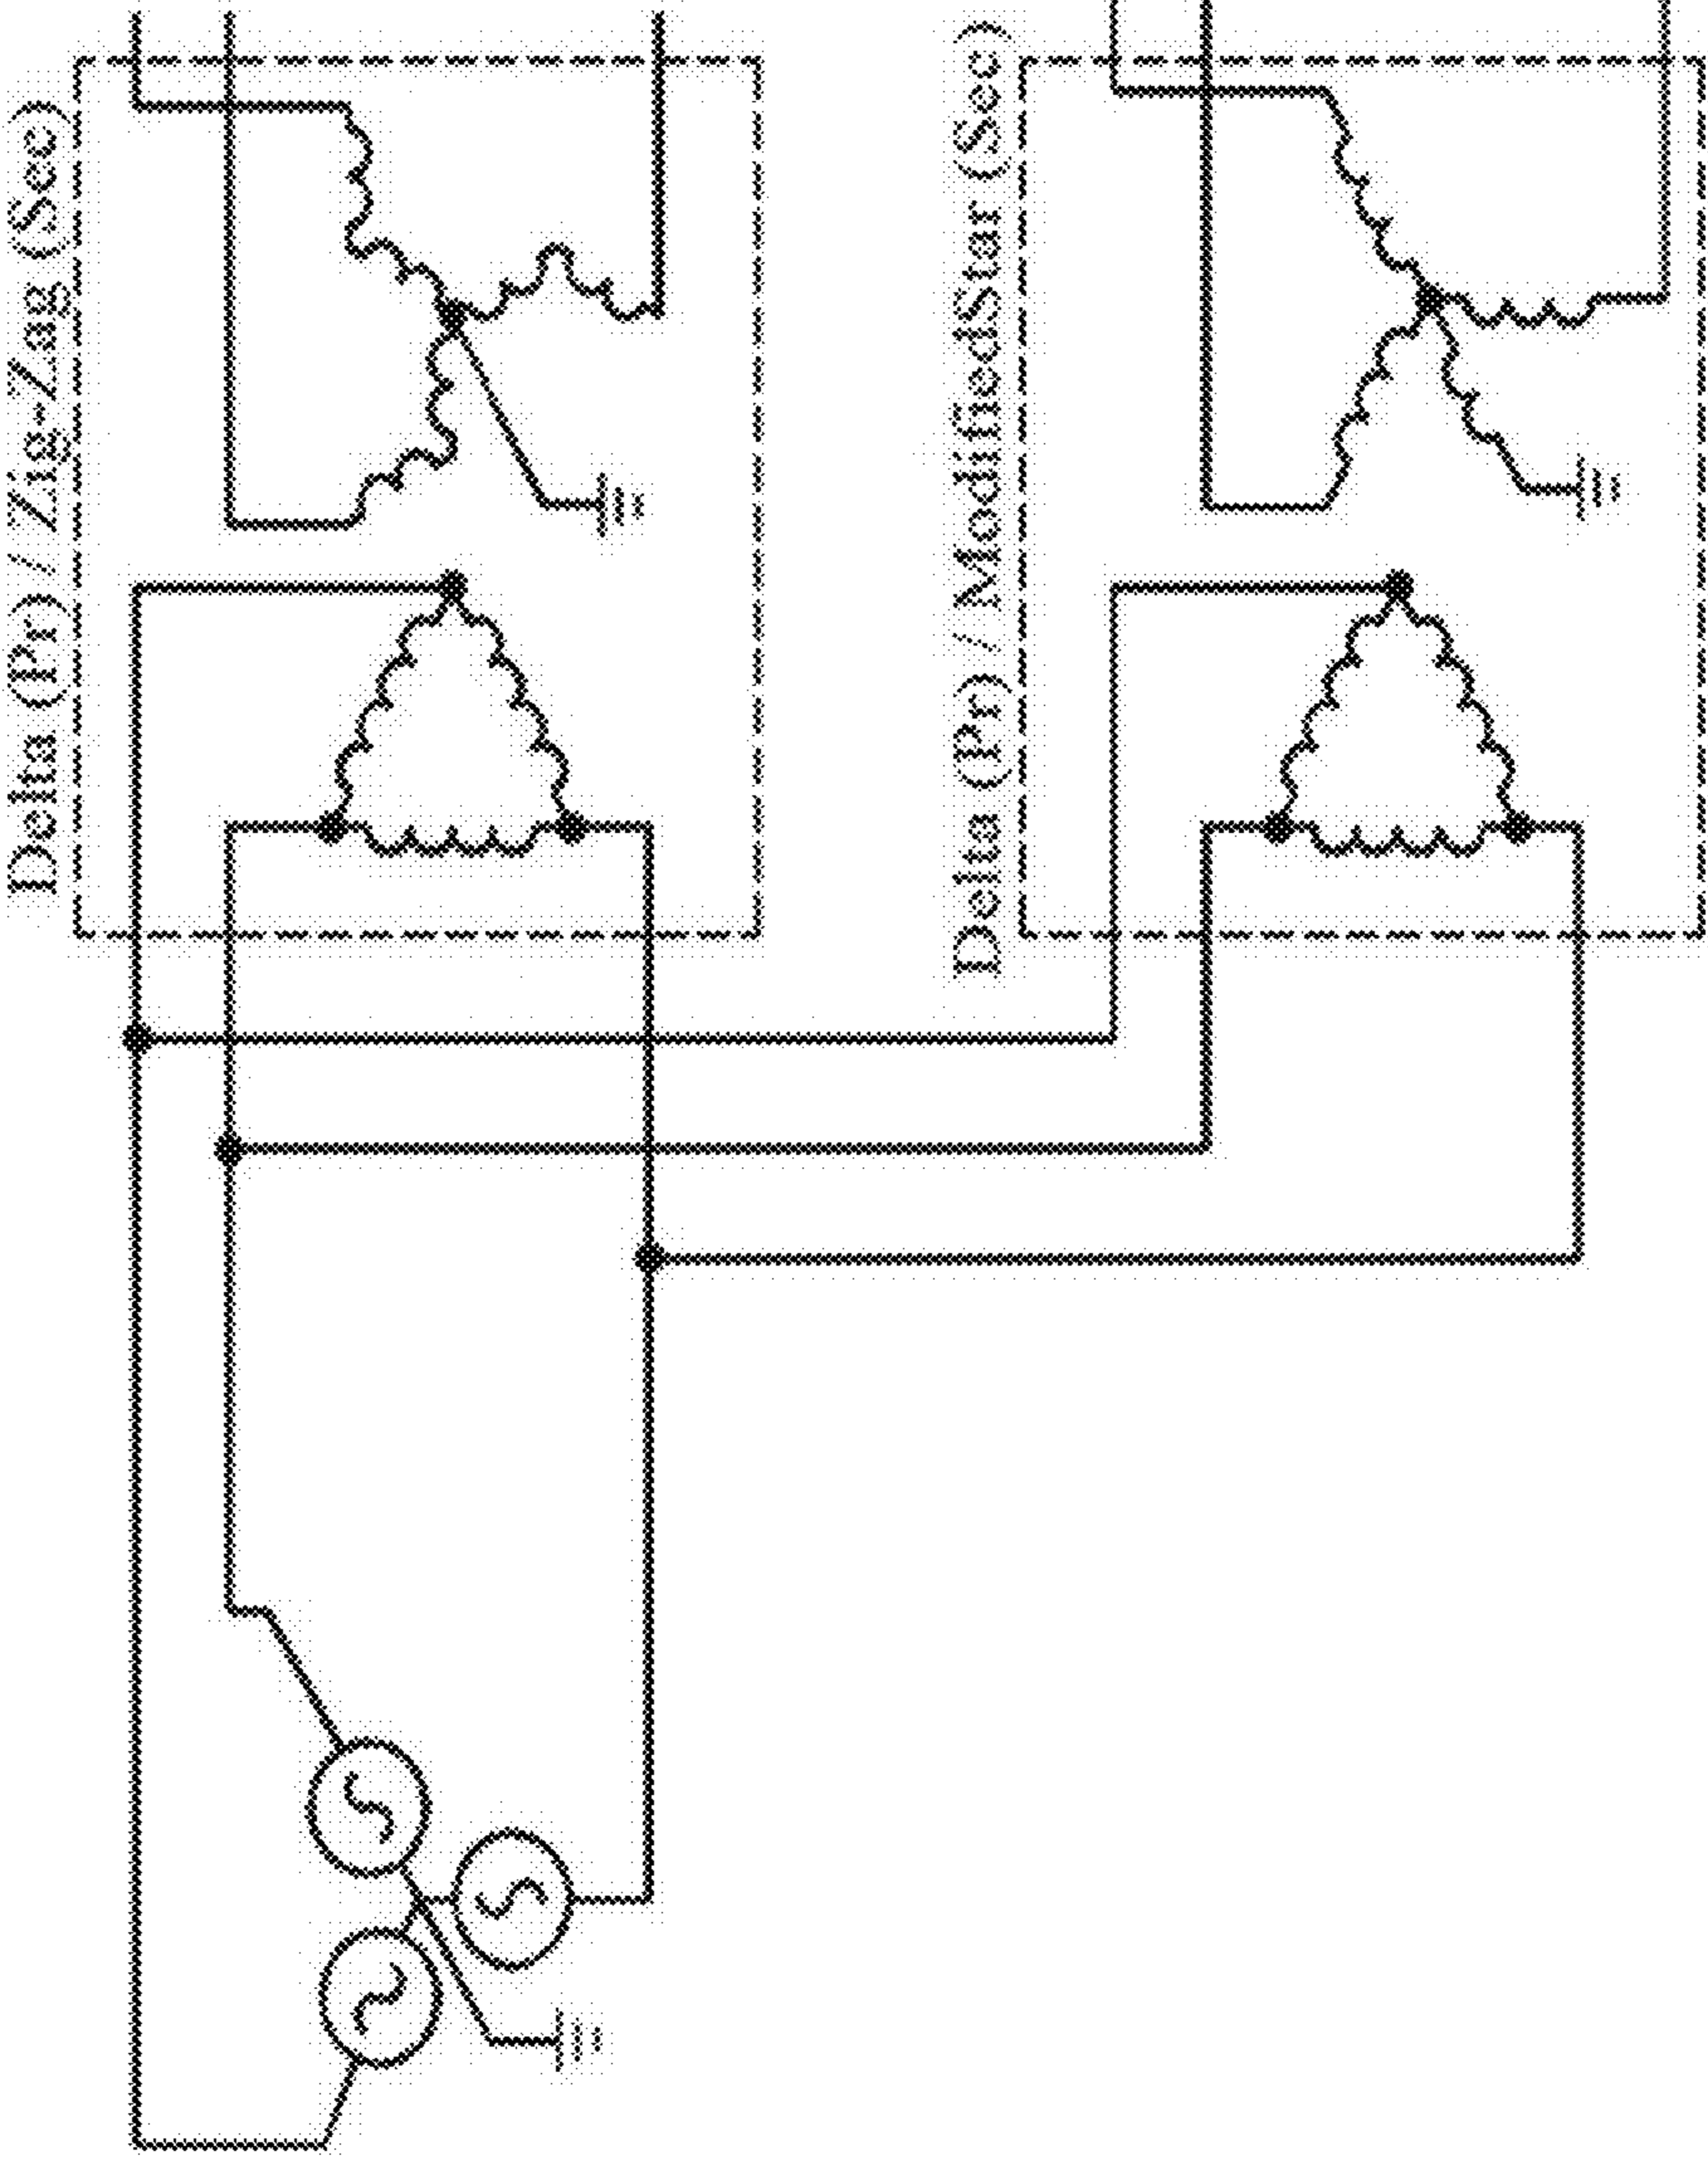 Delta (Pr) / Zig-Zag (Sec)
Delta (Pr) / ModifiedStar (Sec)